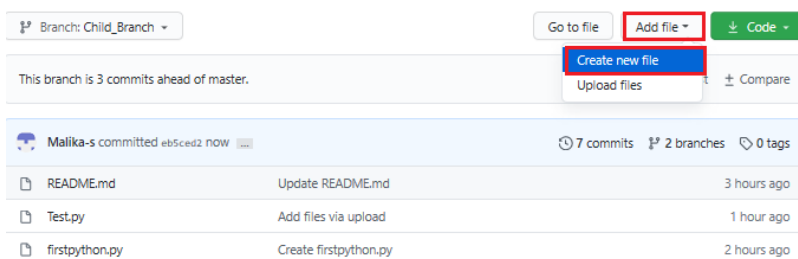 Branch: Child_Branch
Go to file
Add file
Code
Create new file
Upload files
This branch is 3 commits ahead of master.
Compare
Malika-s committed eb5ced2 now ...
7 commits 2 branches 0 tags
README.md Update README.md 3 hours ago
Test.py Add files via upload 1 hour ago
firstpython.py Create firstpython.py 2 hours ago